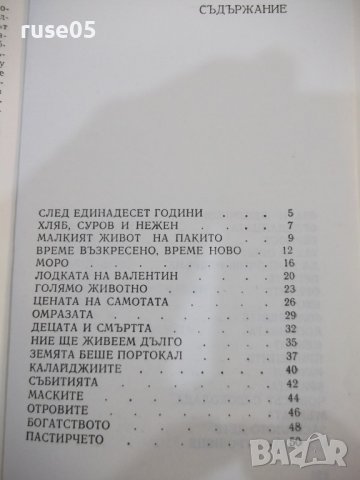 ruse05
СЪДЪРЖАНИЕ
СЛЕД ЕДИНАДЕСЕТ ГОДИНИ . . . 5
ХЛЯБ, СУРОВ И НЕЖЕН . . . . 7
МАЛКИЯТ ЖИВОТ НА ПАКИТО . . . 9
ВРЕМЕ ВЪЗКРЕСЕНО, ВРЕМЕ НОВО . 12
МОРО . . . . . . . . 16
ЛОДКАТА НА ВАЛЕНТИН . . . . 20
ГОЛЯМО ЖИВОТНО . . . . . 23
ЦЕНАТА НА САМОТАТА . . . . 26
ОМРАЗАТА . . . . . . . 29
ДЕЦАТА И СМЪРТТА . . . . . 32
НИЕ ЩЕ ЖИВЕЕМ ДЪЛГО . . . . 35
ЗЕМЯТА БЕШЕ ПОРТОКАЛ . . . . 37
КАЛАЙДЖИИТЕ . . . . . . 40
СЪБИТИЯТА . . . . . . . 42
МАСКИТЕ . . . . . . . 44
ОТРОВИТЕ . . . . . . . 46
БОГАТСТВОТО . . . . . . 48
ПАСТИРЧЕТО . . . . . . 50
bazar